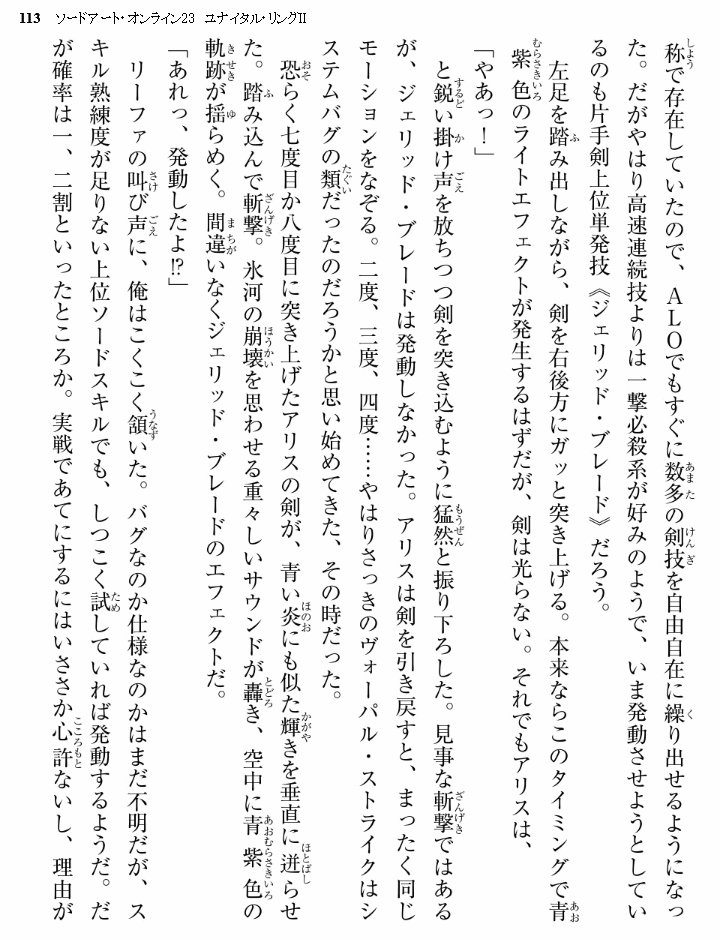 113　ソードアート・オンライン23　ユナイタル・リングⅡ
称で存在していたので、ＡＬＯでもすぐに数多の剣技を自由自在に繰り出せるようになっ
た。だがやはり高速連続技よりは一撃必殺系が好みのようで、いま発動させようとしてい
るのも片手剣上位単発技《ジェリッド・ブレード》だろう。
　左足を踏み出しながら、剣を右後方にガッと突き上げる。本来ならこのタイミングで青
紫色のライトエフェクトが発生するはずだが、剣は光らない。それでもアリスは、
「やあっ！」
　と鋭い掛け声を放ちつつ剣を突き込むように猛然と振り下ろした。見事な斬撃ではある
が、ジェリッド・ブレードは発動しなかった。アリスは剣を引き戻すと、まったく同じ
モーションをなぞる。二度、三度、四度……やはりさっきのヴォーパル・ストライクはシ
ステムバグの類だったのだろうかと思い始めてきた、その時だった。
　恐らく七度目か八度目に突き上げたアリスの剣が、青い炎にも似た輝きを垂直に迸らせ
た。踏み込んで斬撃。氷河の崩壊を思わせる重々しいサウンドが轟き、空中に青紫色の
軌跡が揺らめく。間違いなくジェリッド・ブレードのエフェクトだ。
「あれっ、発動したよ!?」
　リーファの叫び声に、俺はこくこく頷いた。バグなのか仕様なのかはまだ不明だが、ス
キル熟練度が足りない上位ソードスキルでも、しつこく試していれば発動するようだ。だ
が確率は一、二割といったところか。実戦であてにするにはいささか心許ないし、理由が